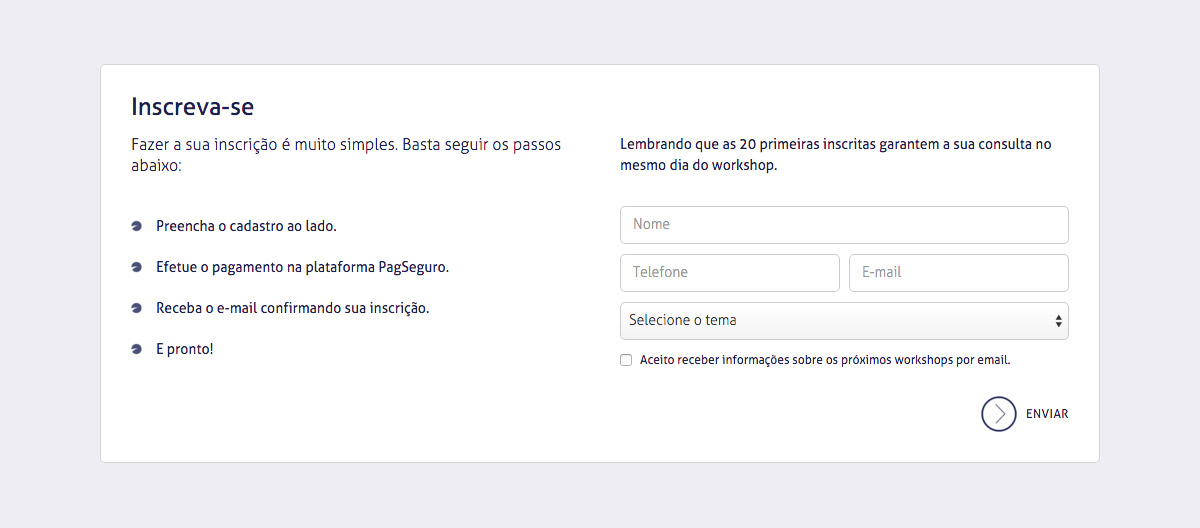 Inscreva-se
Fazer a sua inscrição é muito simples. Basta seguir os passos
abaixo:
Preencha o cadastro ao lado.
Efetue o pagamento na plataforma PagSeguro.
Receba o e-mail confirmando sua inscrição.
E pronto!
Lembrando que as 20 primeiras inscritas garantem a sua consulta no
mesmo dia do workshop.
Nome
Telefone
E-mail
Selecione o tema
Aceito receber informações sobre os próximos workshops por email.
ENVIAR